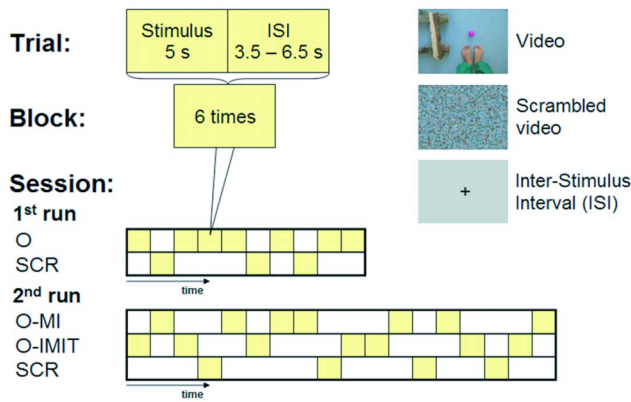 Trial:
Stimulus
5 s
ISI
3.5 – 6.5 s
Video
Block:
6 times
Scrambled
video
Session:
+
Inter-Stimulus
Interval (ISI)
1st run
O
SCR
time
2nd run
O-MI
O-IMIT
SCR
time